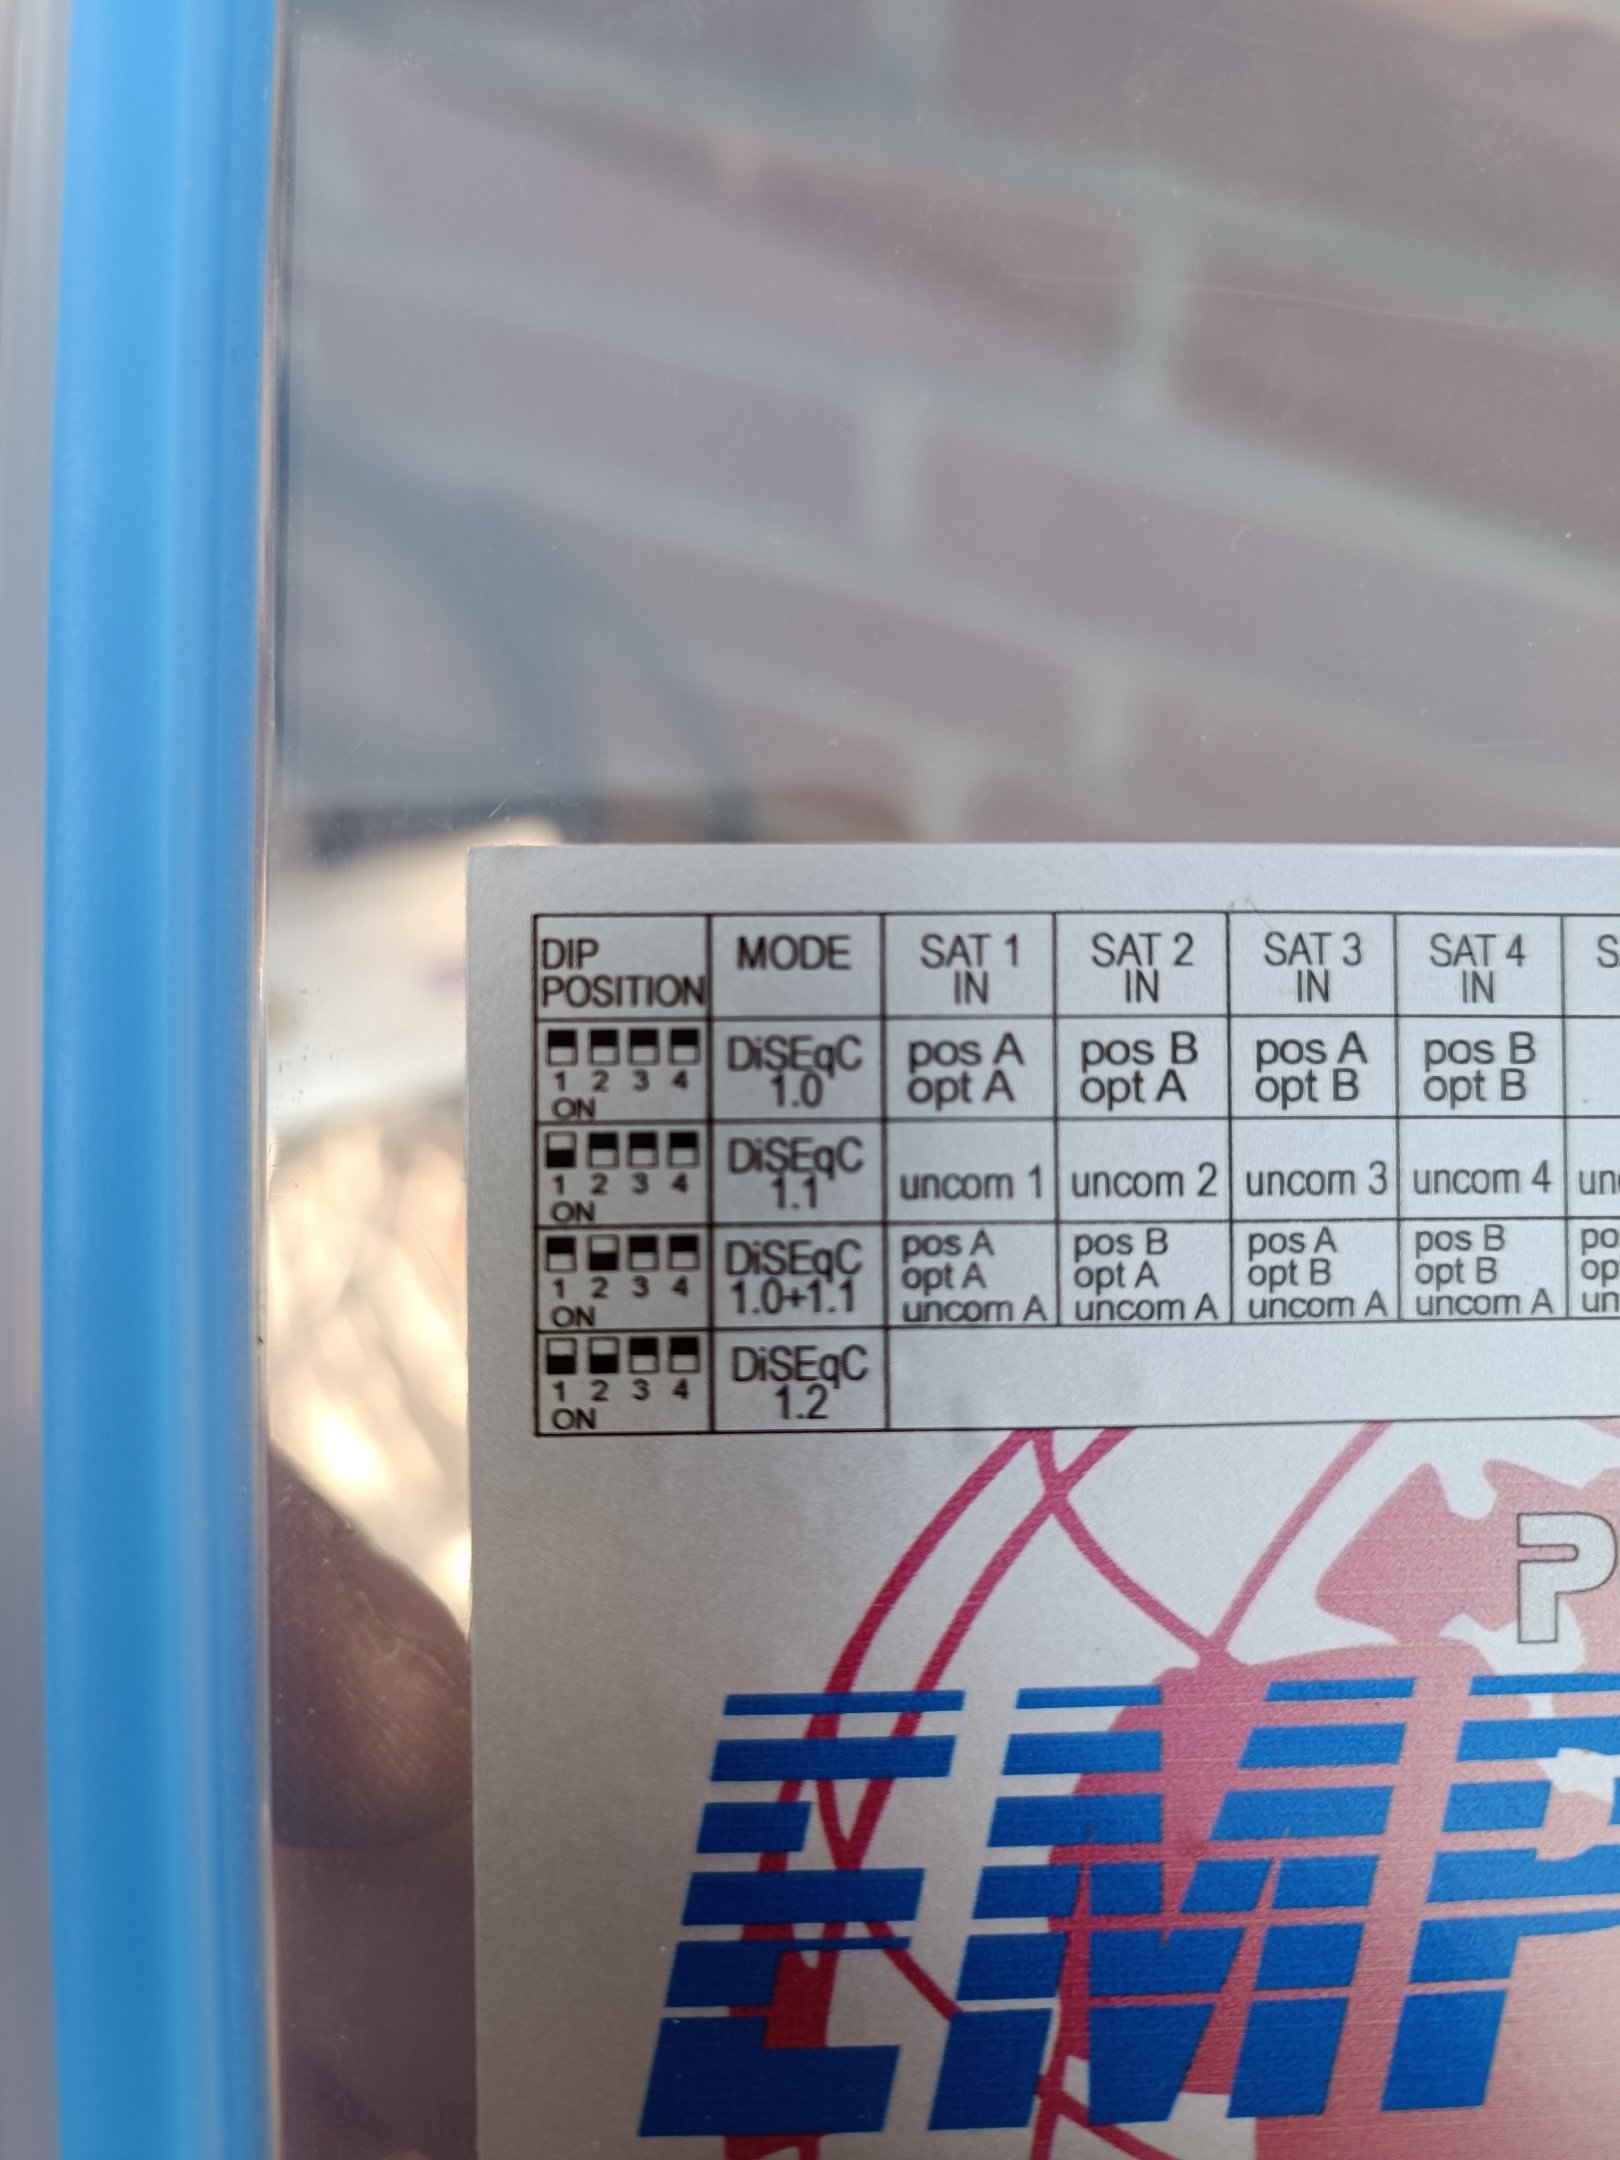 DIP POSITION MODE SAT 1 IN SAT 2 IN SAT 3 IN SAT 4 IN
1 2 3 4 ON DiSEqC 1.0 pos A opt A pos B opt A pos A opt B pos B opt B
1 2 3 4 ON DiSEqC 1.1 uncom 1 uncom 2 uncom 3 uncom 4
1 2 3 4 ON DiSEqC 1.0+1.1 pos A opt A uncom A pos B opt A uncom A pos A opt B uncom A pos B opt B uncom A
1 2 3 4 ON DiSEqC 1.2
P
EMP